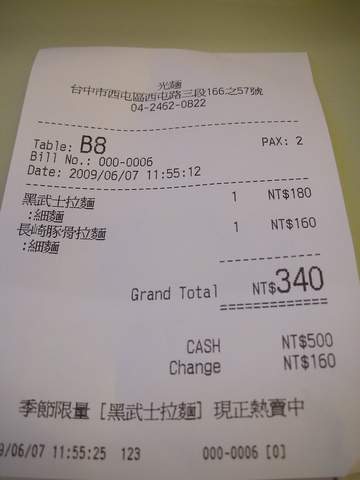 光麵
台中市西屯區西屯路三段166之57號
04-2462-0822
Table: B8 PAX: 2
Bill No.: 000-0006
Date: 2009/06/07 11:55:12
黑武士拉麵 1 NT$180
:細麵
長崎豚骨拉麵 1 NT$160
:細麵
Grand Total NT$340
CASH NT$500
Change NT$160
季節限量 [黑武士拉麵] 現正熱賣中
9/06/07 11:55:25 123 000-0006 [0]